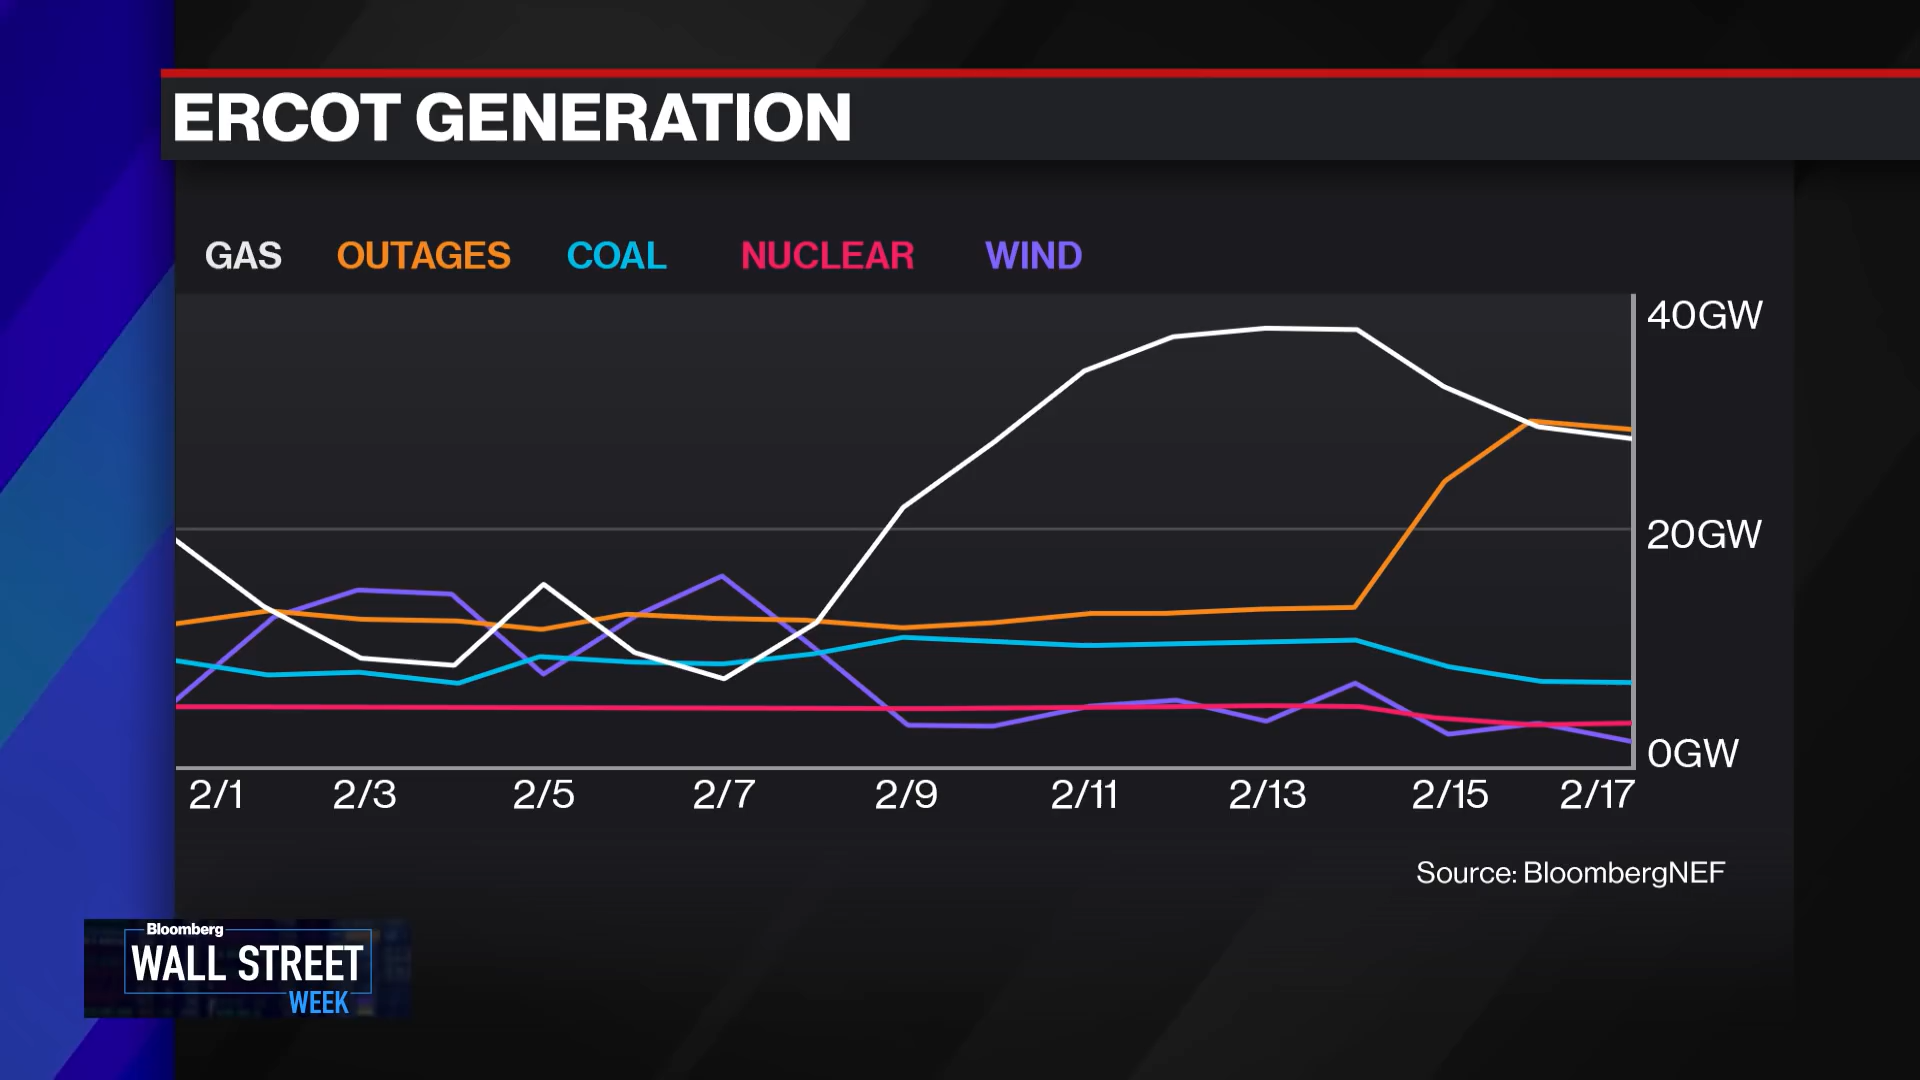 ERCOT GENERATION
GAS OUTAGES COAL NUCLEAR WIND
40GW
20GW
0GW
2/1 2/3 2/5 2/7 2/9 2/11 2/13 2/15 2/17
Source: BloombergNEF
Bloomberg
WALL STREET
WEEK